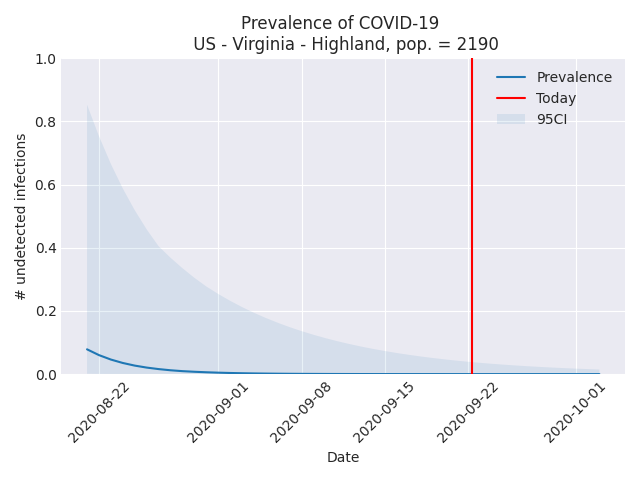 Prevalence of COVID-19
US - Virginia - Highland, pop. = 2190
# undetected infections
1.0
0.8
0.6
0.4
0.2
0.0
Prevalence
Today
95CI
2020-08-22
2020-09-01
2020-09-08
2020-09-15
2020-09-22
2020-10-01
Date